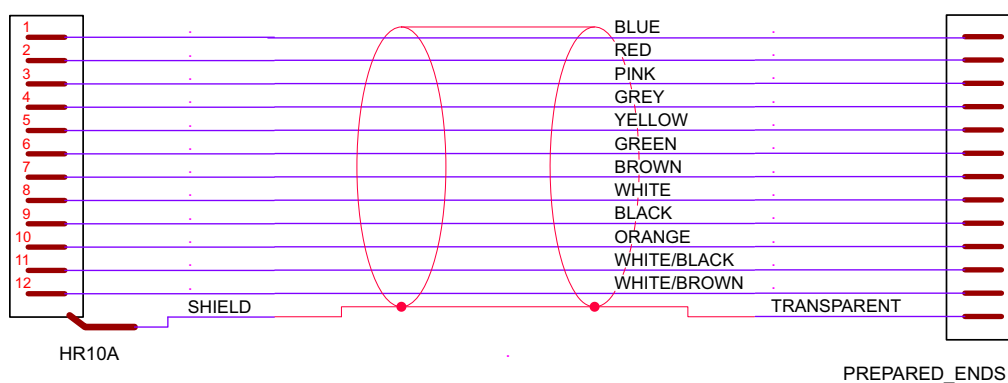 1 BLUE
2 RED
3 PINK
4 GREY
5 YELLOW
6 GREEN
7 BROWN
8 WHITE
9 BLACK
10 ORANGE
11 WHITE/BLACK
12 WHITE/BROWN
SHIELD TRANSPARENT
HR10A
PREPARED_ENDS